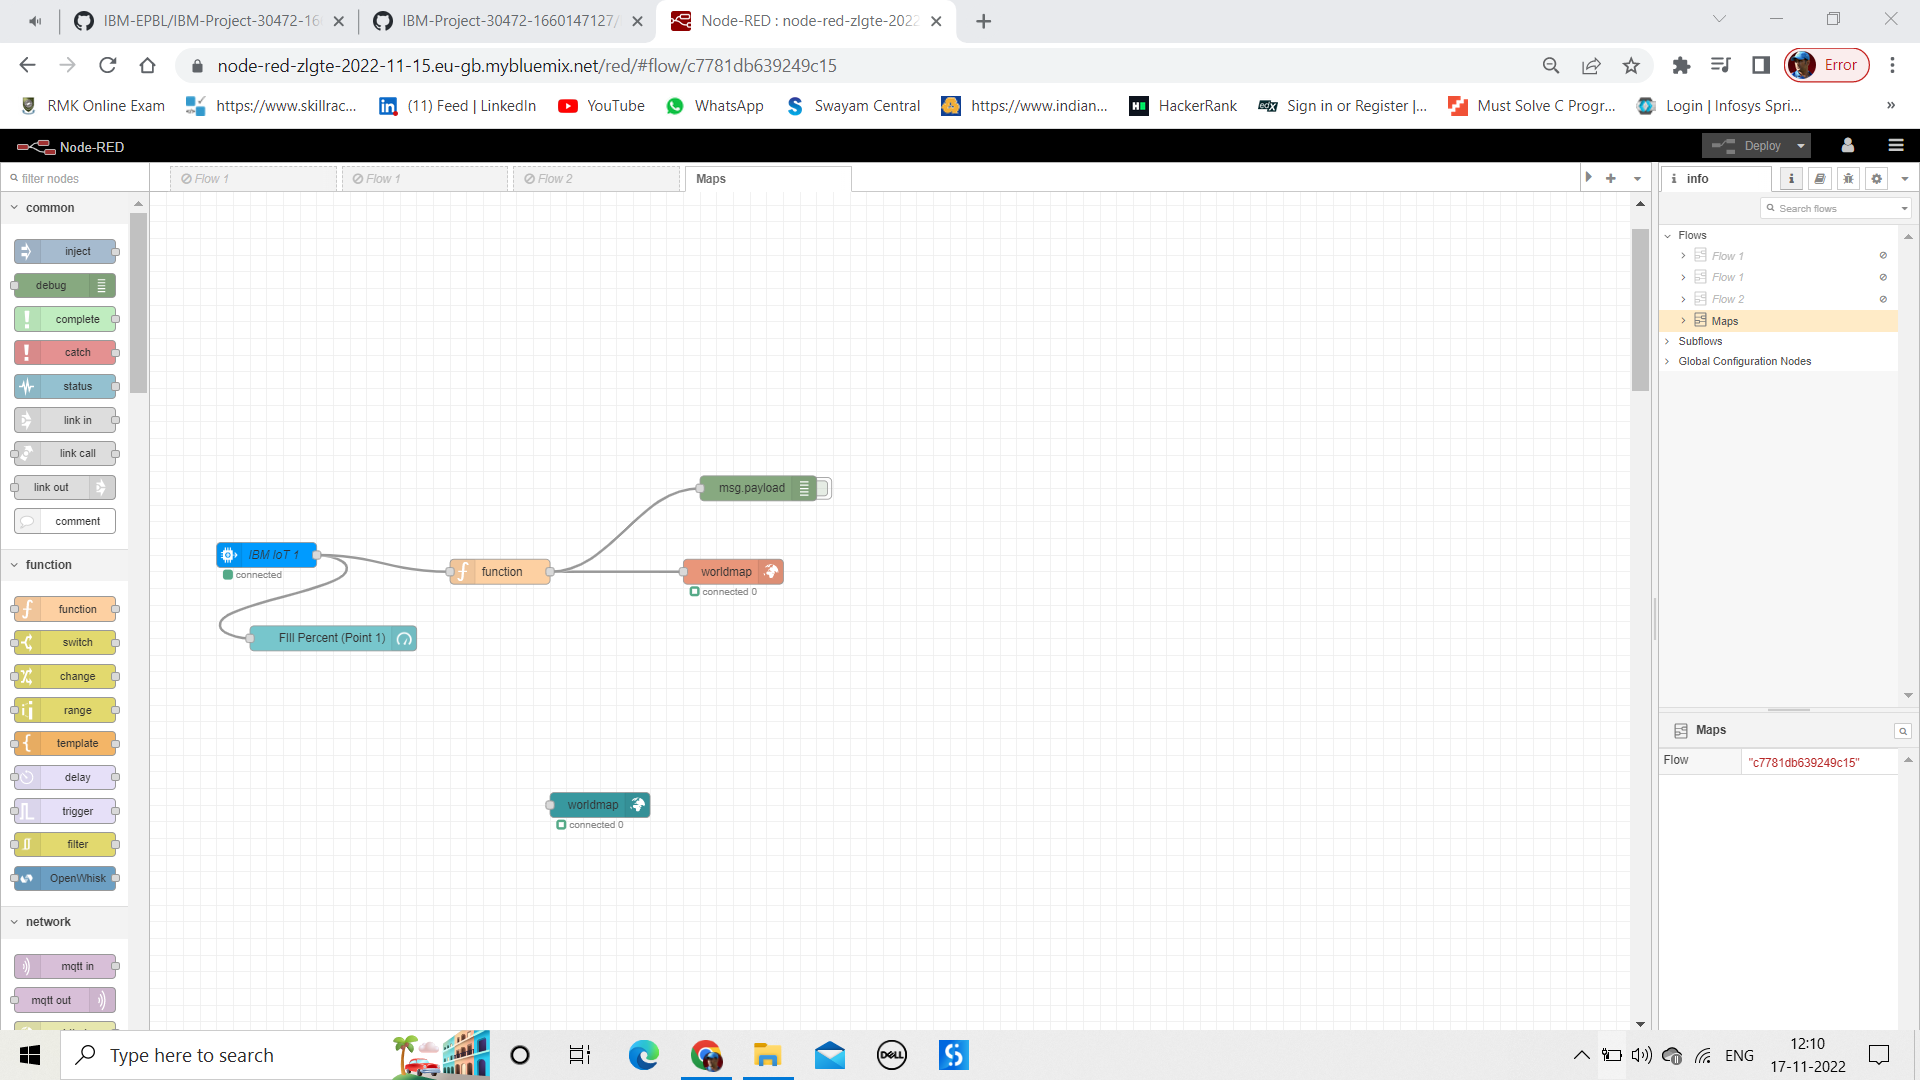 IBM-EPBL/IBM-Project-30472-16
IBM-Project-30472-1660147127/
Node-RED : node-red-zlgte-2022
node-red-zlgte-2022-11-15.eu-gb.mybluemix.net/red/#flow/c7781db639249c15
Error
RMK Online Exam
https://www.skillrac...
(11) Feed | LinkedIn
YouTube
WhatsApp
Swayam Central
https://www.indian...
HackerRank
Sign in or Register |...
Must Solve C Progr...
Login | Infosys Spri...
»
Node-RED
Deploy
filter nodes
Flow 1
Flow 1
Flow 2
Maps
info
Search flows
common
inject
debug
complete
catch
status
link in
link call
link out
comment
function
function
switch
change
range
template
delay
trigger
filter
OpenWhisk
network
mqtt in
mqtt out
IBM IoT 1
connected
function
msg.payload
worldmap
connected 0
FIll Percent (Point 1)
worldmap
connected 0
Flows
Flow 1
Flow 1
Flow 2
Maps
Subflows
Global Configuration Nodes
Maps
Flow
"c7781db639249c15"
Type here to search
DELL
ENG
12:10
17-11-2022